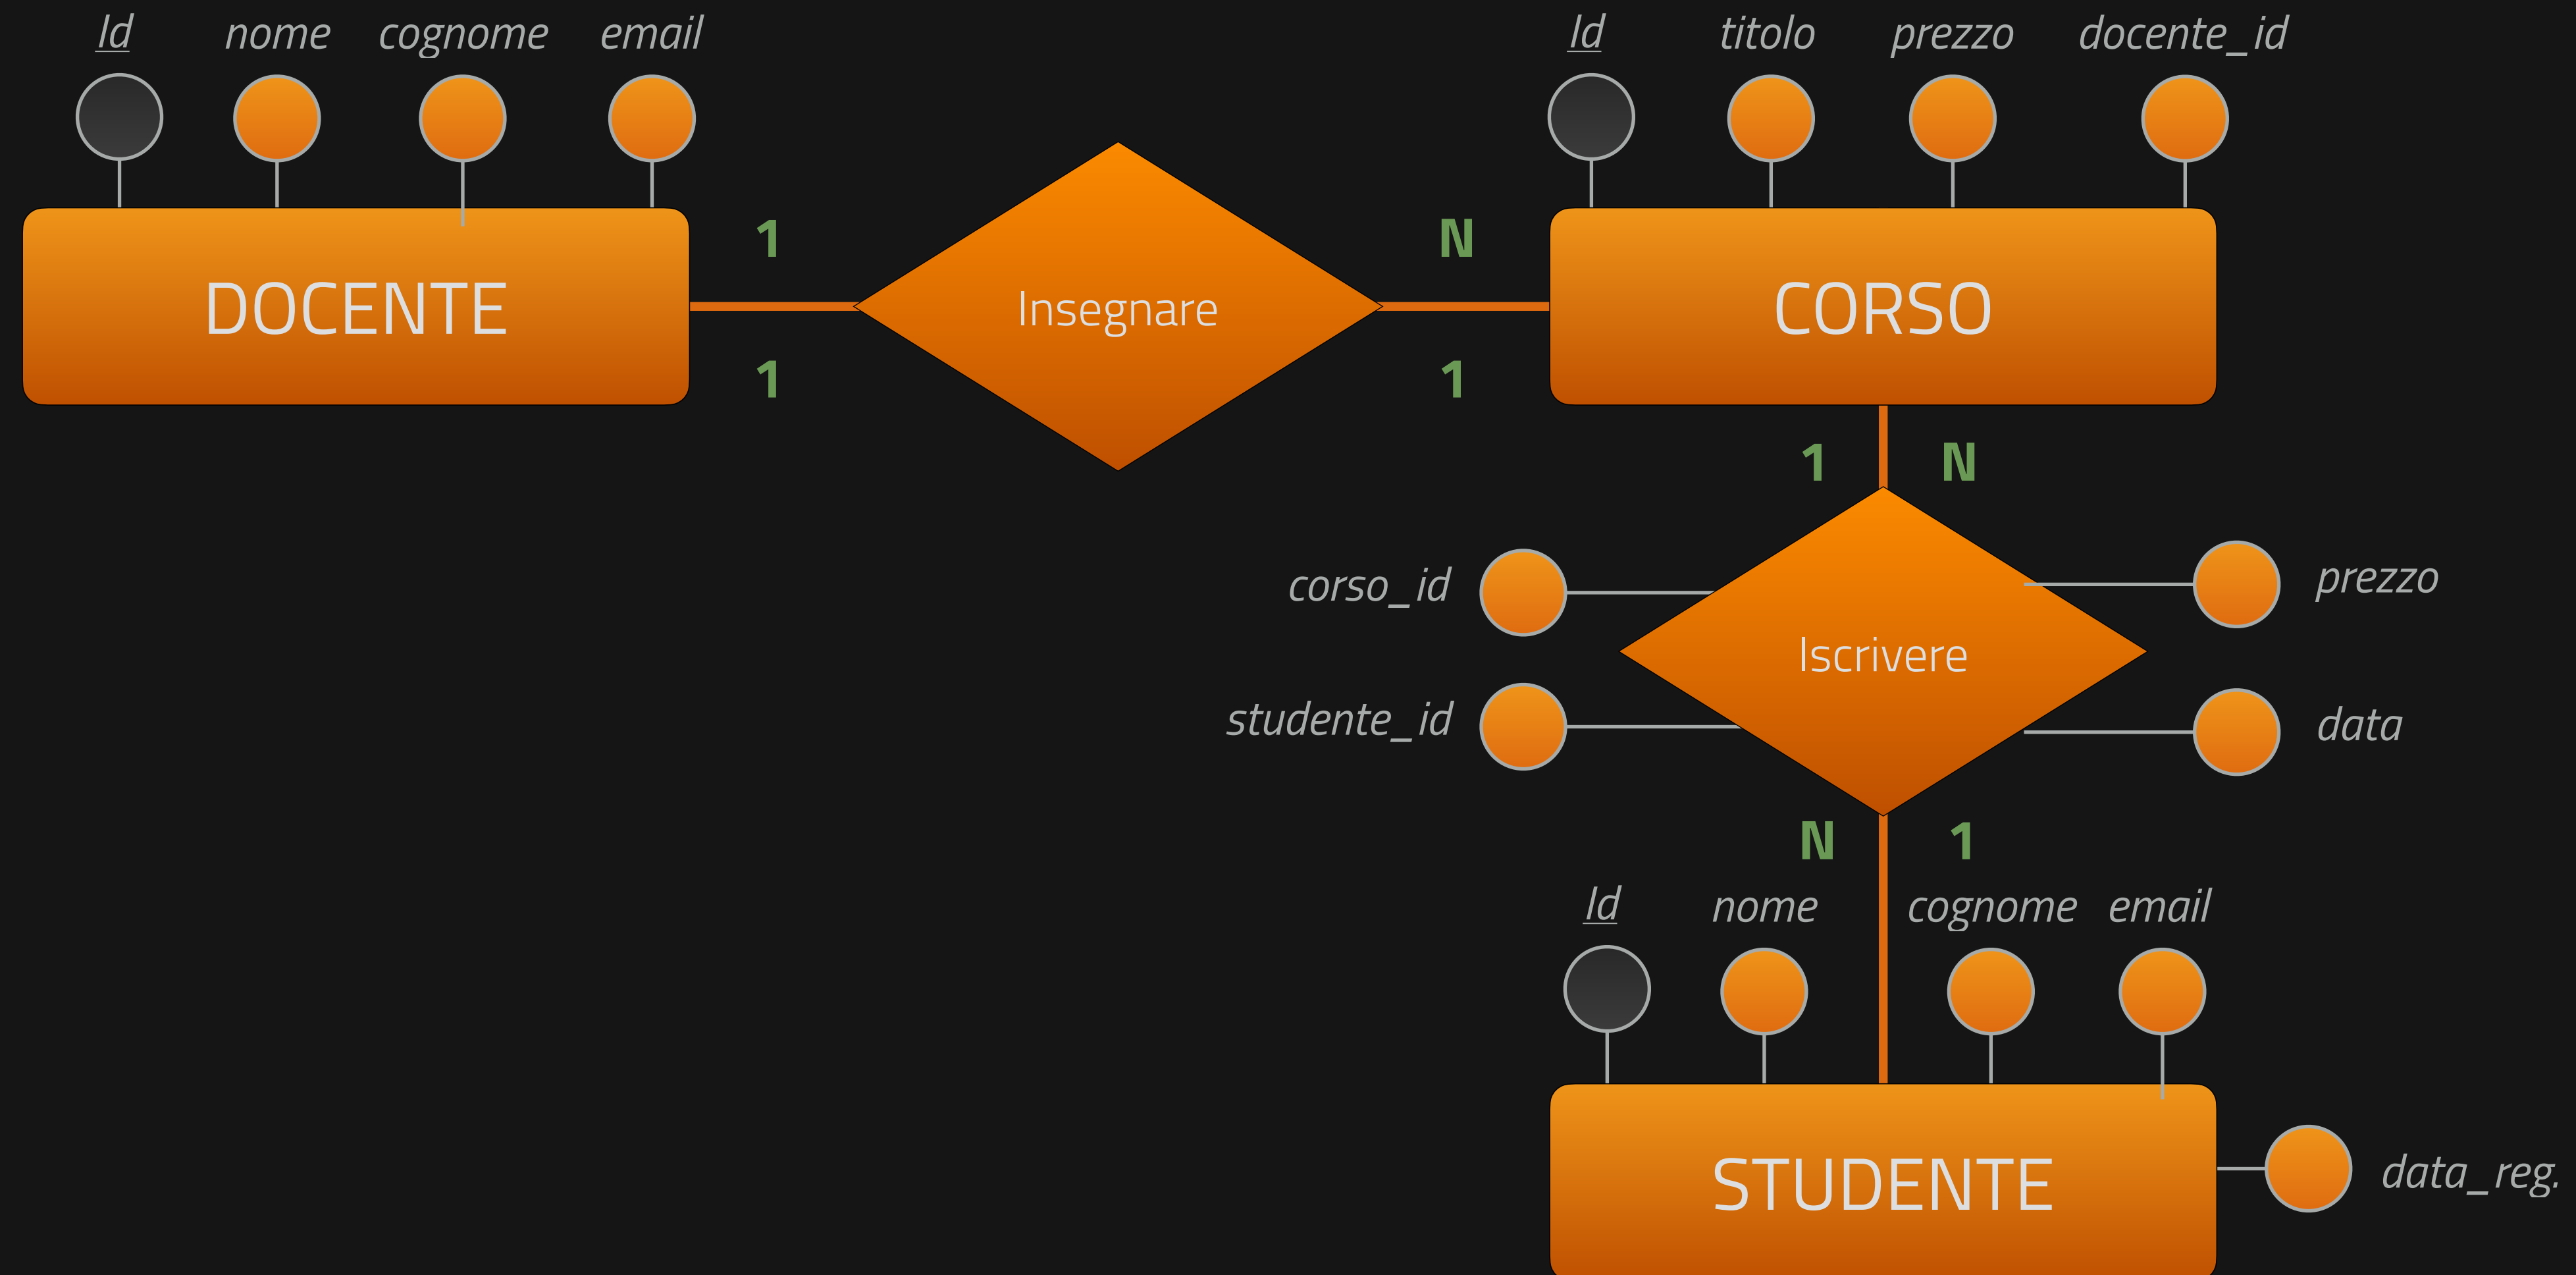 Id nome cognome email
Id titolo prezzo docente_id
1 N
DOCENTE Insegnare CORSO
1 1
1 N
corso_id prezzo
Iscrivere
studente_id data
N 1
Id nome cognome email
STUDENTE data_reg.